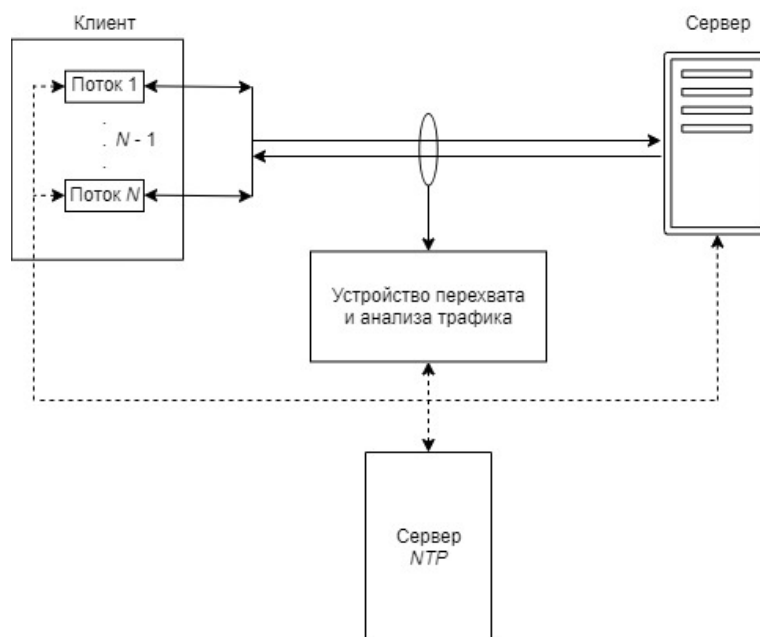 Клиент
Сервер
Поток 1
N - 1
Поток N
Устройство перехвата
и анализа трафика
Сервер
NTP